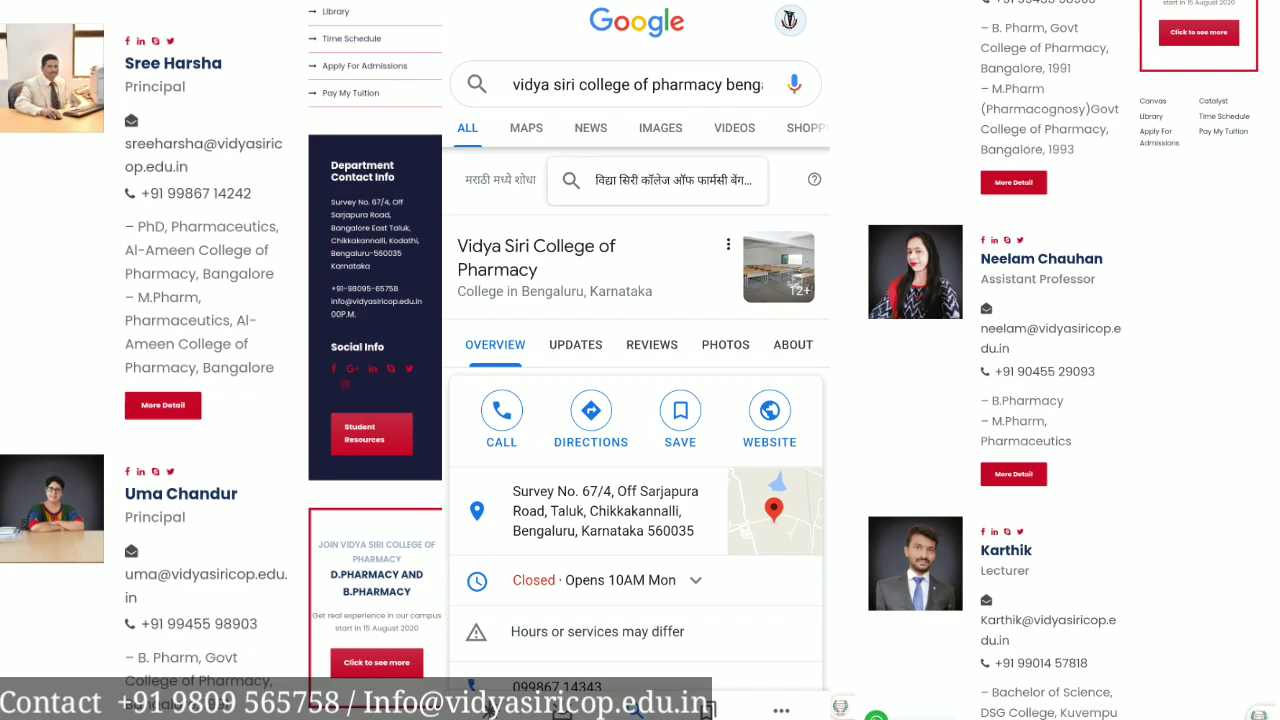 Sree Harsha
Principal
sreeharsha@vidyasiric
op.edu.in
+91 99867 14242
– PhD, Pharmaceutics,
Al-Ameen College of
Pharmacy, Bangalore
– M.Pharm,
Pharmaceutics, Al-
Ameen College of
Pharmacy, Bangalore
More Detail
Uma Chandur
Principal
uma@vidyasiricop.edu.
in
+91 99455 98903
– B. Pharm, Govt
Library
Time Schedule
Apply For Admissions
Pay My Tuition
Department
Contact Info
Survey No. 67/4, Off
Sarjapura Road,
Bangalore East Taluk,
Chikkakannalli, Kodathi,
Bengaluru-560035
Karnataka
+91-98095-65758
info@vidyasiricop.edu.in
00P.M.
Social Info
Student
Resources
JOIN VIDYA SIRI COLLEGE OF
PHARMACY
D.PHARMACY AND
B.PHARMACY
Get real experience in our campus
start in 15 August 2020
Click to see more
Google
vidya siri college of pharmacy beng
ALL MAPS NEWS IMAGES VIDEOS SHOPP
मराठी मध्ये शोधा
विद्या सिरी कॉलेज ऑफ फार्मसी बेंग...
Vidya Siri College of
Pharmacy
College in Bengaluru, Karnataka
12+
OVERVIEW UPDATES REVIEWS PHOTOS ABOUT
CALL DIRECTIONS SAVE WEBSITE
Survey No. 67/4, Off Sarjapura
Road, Taluk, Chikkakannalli,
Bengaluru, Karnataka 560035
Closed · Opens 10AM Mon
Hours or services may differ
099867 14343
– B. Pharm, Govt
College of Pharmacy,
Bangalore, 1991
– M.Pharm
(Pharmacognosy)Govt
College of Pharmacy,
Bangalore, 1993
More Detail
Neelam Chauhan
Assistant Professor
neelam@vidyasiricop.e
du.in
+91 90455 29093
– B.Pharmacy
– M.Pharm,
Pharmaceutics
More Detail
Karthik
Lecturer
Karthik@vidyasiricop.e
du.in
+91 99014 57818
– Bachelor of Science,
DSG College, Kuvempu
start in 15 August 2020
Click to see more
Canvas Catalyst
Library Time Schedule
Apply For Pay My Tuition
Admissions
Contact +91 9809 565758 / Info@vidyasiricop.edu.in